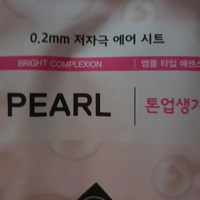 0.2mm 저자극 에어 시트
BRIGHT COMPLEXION | 앰플 타입 에센스
PEARL | 톤업생기